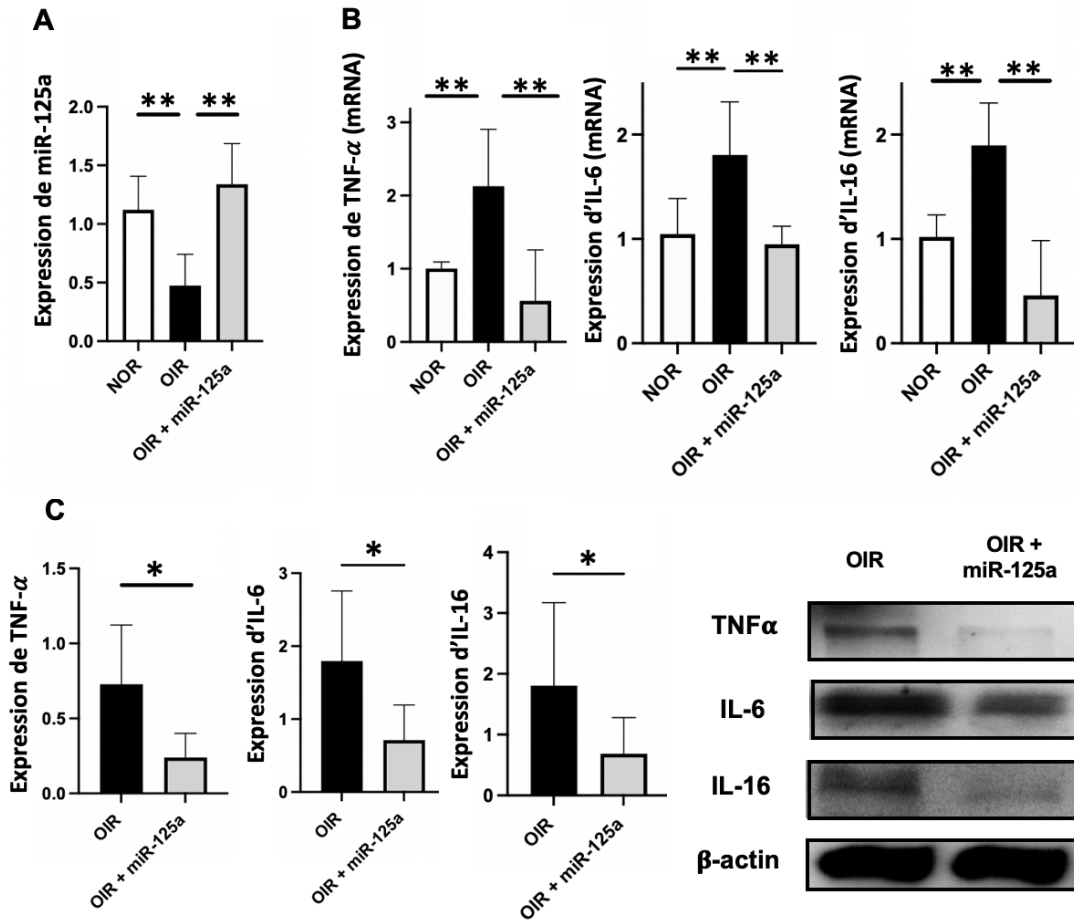 A
Expression de miR-125a
2.0
1.5
1.0
0.5
0.0
** **
NOR
OIR
OIR + miR-125a
B
Expression de TNF-α (mRNA)
3
2
1
0
** **
NOR
OIR
OIR + miR-125a
Expression d'IL-6 (mRNA)
2
1
0
** **
NOR
OIR
OIR + miR-125a
Expression d'IL-16 (mRNA)
2
1
0
** **
NOR
OIR
OIR + miR-125a
C
Expression de TNF-α
1.5
1.0
0.5
0.0
*
OIR
OIR + miR-125a
Expression d'IL-6
3
2
1
0
*
OIR
OIR + miR-125a
Expression d'IL-16
4
3
2
1
0
*
OIR
OIR + miR-125a
OIR
OIR +
miR-125a
TNFα
IL-6
IL-16
β-actin